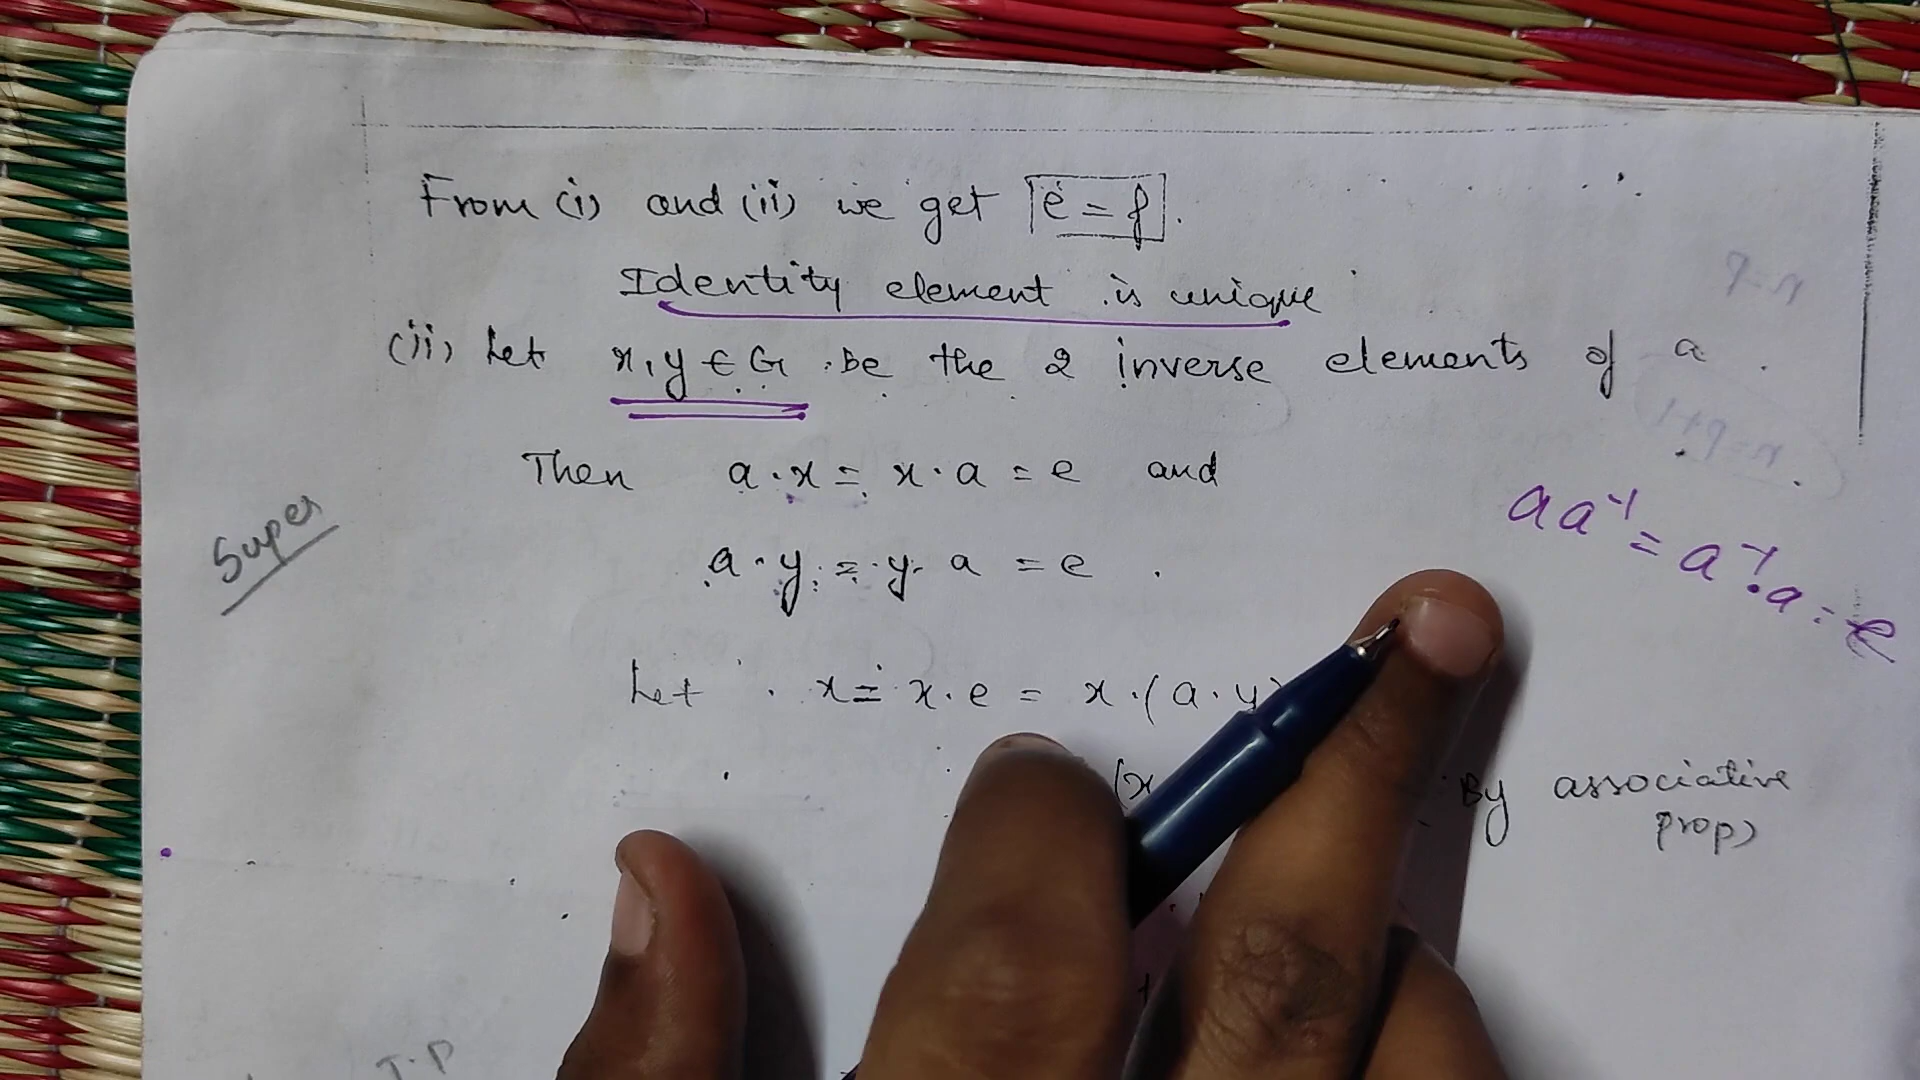 From (i) and (ii) we get e = f.
Identity element is unique
(ii) Let x, y ∈ G be the 2 inverse elements of a
Then a·x = x·a = e and
a·y = y·a = e
aa⁻¹ = a⁻¹·a = e
Super
Let x = x·e = x·(a·y)
(x By associative
prop)
T.P